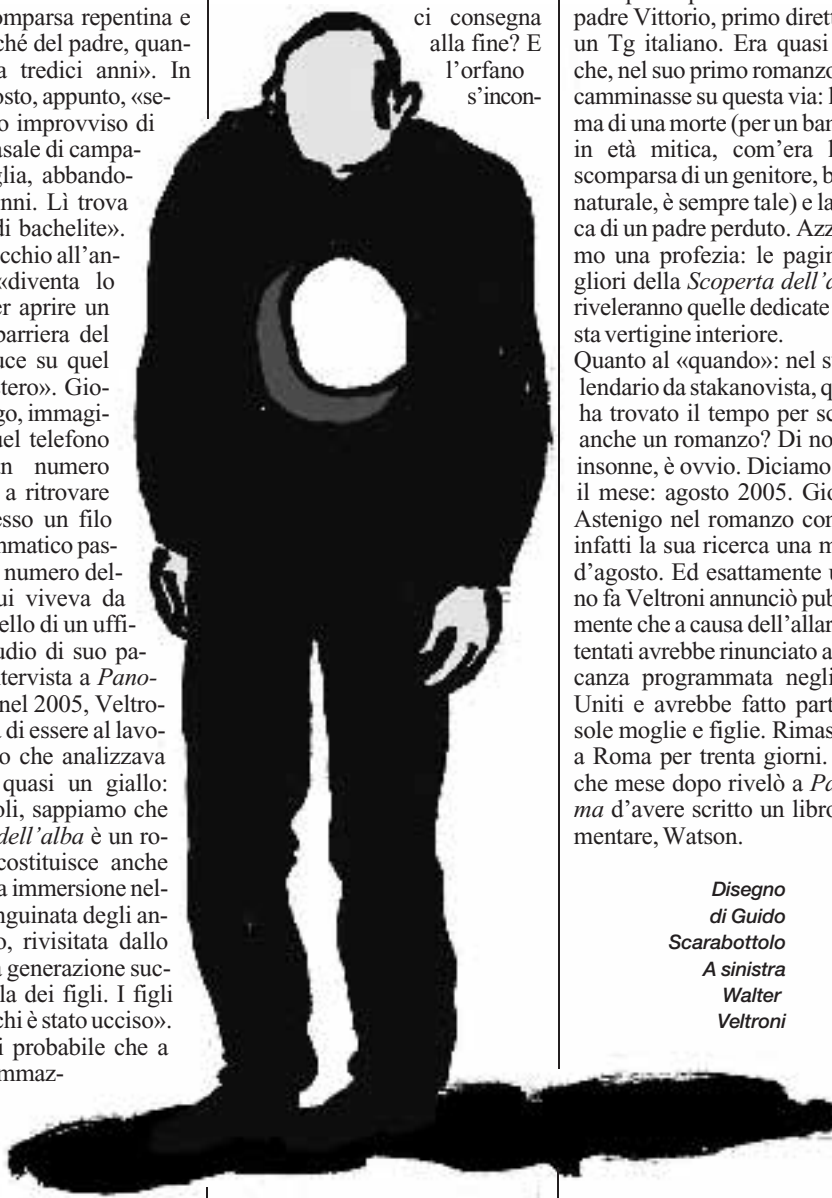 omparsa repentina e
ché del padre, quan-
a tredici anni». In
osto, appunto, «se-
o improvviso di
asale di campa-
glia, abbando-
nni. Lì trova
di bachelite».
cchio all'an-
«diventa lo
er aprire un
barriera del
uce su quel
tero». Gio-
go, immagi-
uel telefono
n numero
a ritrovare
sso un filo
mmatico pas-
numero del-
ui viveva da
ello di un uffi-
udio di suo pa-
tervista a Pano-
nel 2005, Veltro-
a di essere al lavo-
o che analizzava
quasi un giallo:
oli, sappiamo che
dell'alba è un ro-
costituisce anche
a immersione nel-
nguinata degli an-
o, rivisitata dallo
a generazione suc-
la dei figli. I figli
chi è stato ucciso».
i probabile che a
mmaz-
ci consegna
alla fine? E
l'orfano
s'incon-
padre Vittorio, primo dirett
un Tg italiano. Era quasi
che, nel suo primo romanzo
camminasse su questa via: l
ma di una morte (per un bam
in età mitica, com'era l
scomparsa di un genitore, b
naturale, è sempre tale) e la
ca di un padre perduto. Azz
mo una profezia: le pagin
gliori della Scoperta dell'a
riveleranno quelle dedicate
sta vertigine interiore.
Quanto al «quando»: nel su
lendario da stakanovista, q
ha trovato il tempo per sc
anche un romanzo? Di no
insonne, è ovvio. Diciamo
il mese: agosto 2005. Gio
Astenigo nel romanzo com
infatti la sua ricerca una m
d'agosto. Ed esattamente u
no fa Veltroni annunciò pub
mente che a causa dell'allar
tentati avrebbe rinunciato a
canza programmata negli
Uniti e avrebbe fatto part
sole moglie e figlie. Rimas
a Roma per trenta giorni.
che mese dopo rivelò a Pa
ma d'avere scritto un libro
mentare, Watson.
Disegno
di Guido
Scarabottolo
A sinistra
Walter
Veltroni